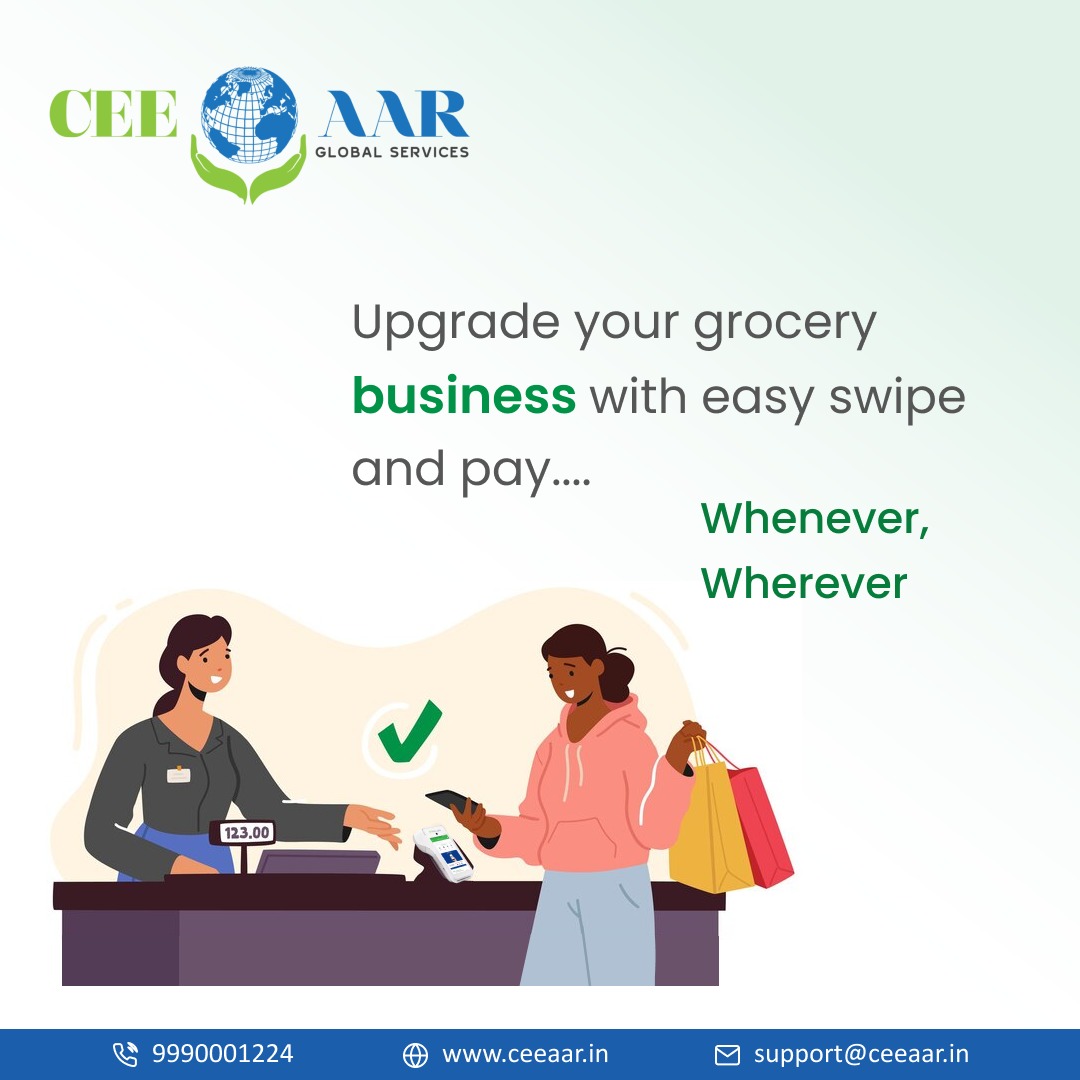 CEE AAR
GLOBAL SERVICES
Upgrade your grocery
business with easy swipe
and pay....
Whenever,
Wherever
123.00
9990001224
www.ceeaar.in
support@ceeaar.in